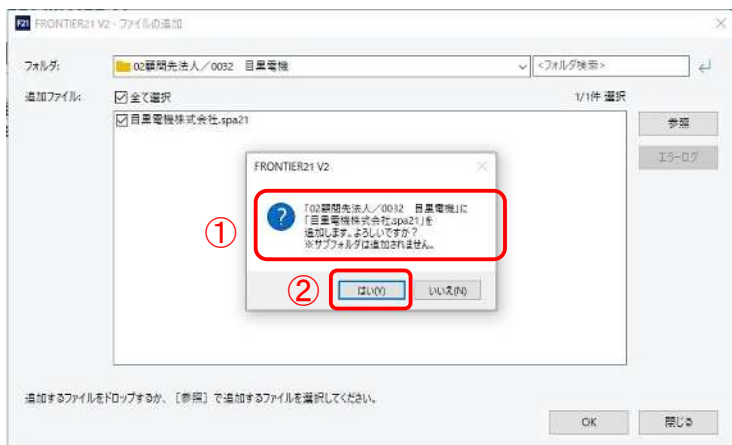 F21 FRONTIER21 V2 - ファイルの追加
フォルダ: 02顧問先法人／0032 目黒電機 <フォルダ検索>
追加ファイル: 全て選択 1/1件 選択
目黒電機株式会社.spa21
参照
エラーログ
FRONTIER21 V2
①
「02顧問先法人／0032 目黒電機」に
「目黒電機株式会社.spa21」を
追加します。よろしいですか？
※サブフォルダは追加されません。
②
はい(Y) いいえ(N)
追加するファイルをドロップするか、［参照］で追加するファイルを選択してください。
OK 閉じる